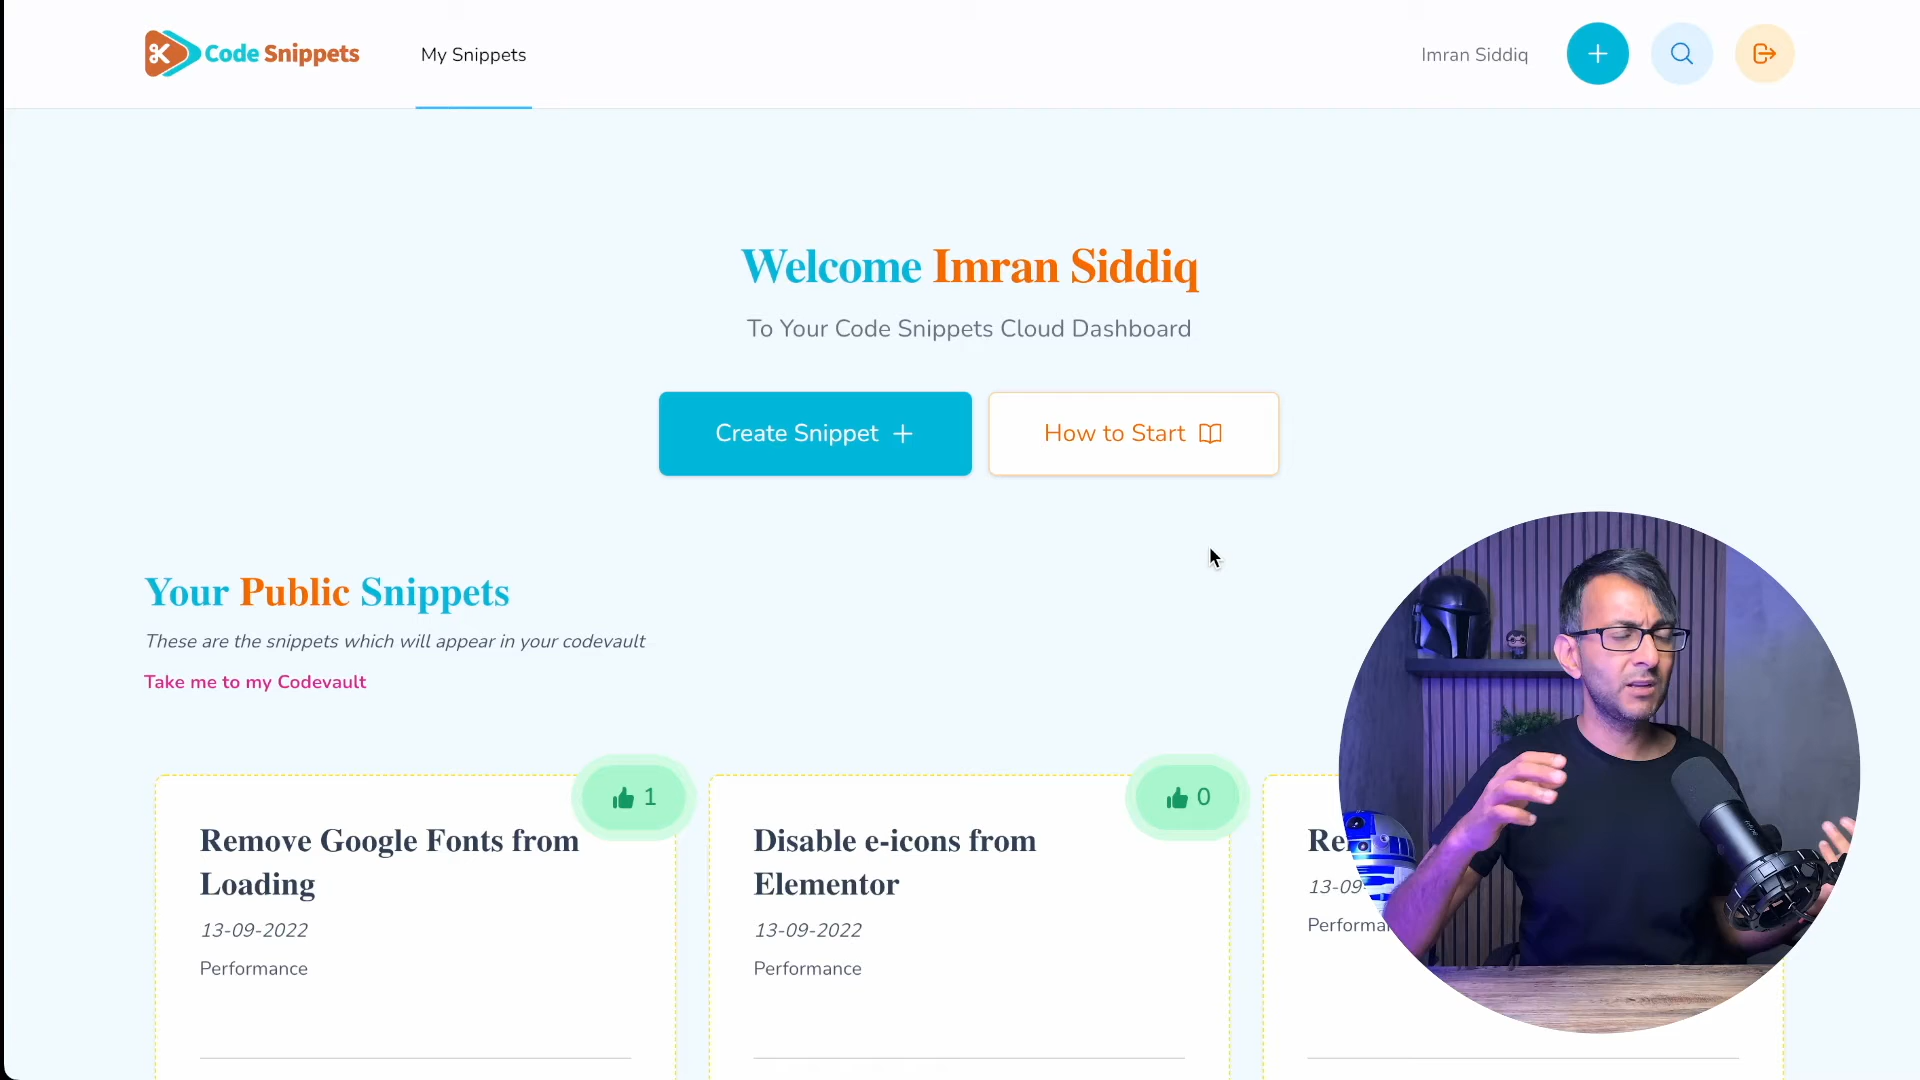 Code Snippets
My Snippets
Imran Siddiq
Welcome Imran Siddiq
To Your Code Snippets Cloud Dashboard
Create Snippet
How to Start
Your Public Snippets
These are the snippets which will appear in your codevault
Take me to my Codevault
1
Remove Google Fonts from
Loading
13-09-2022
Performance
0
Disable e-icons from
Elementor
13-09-2022
Performance
13-09-